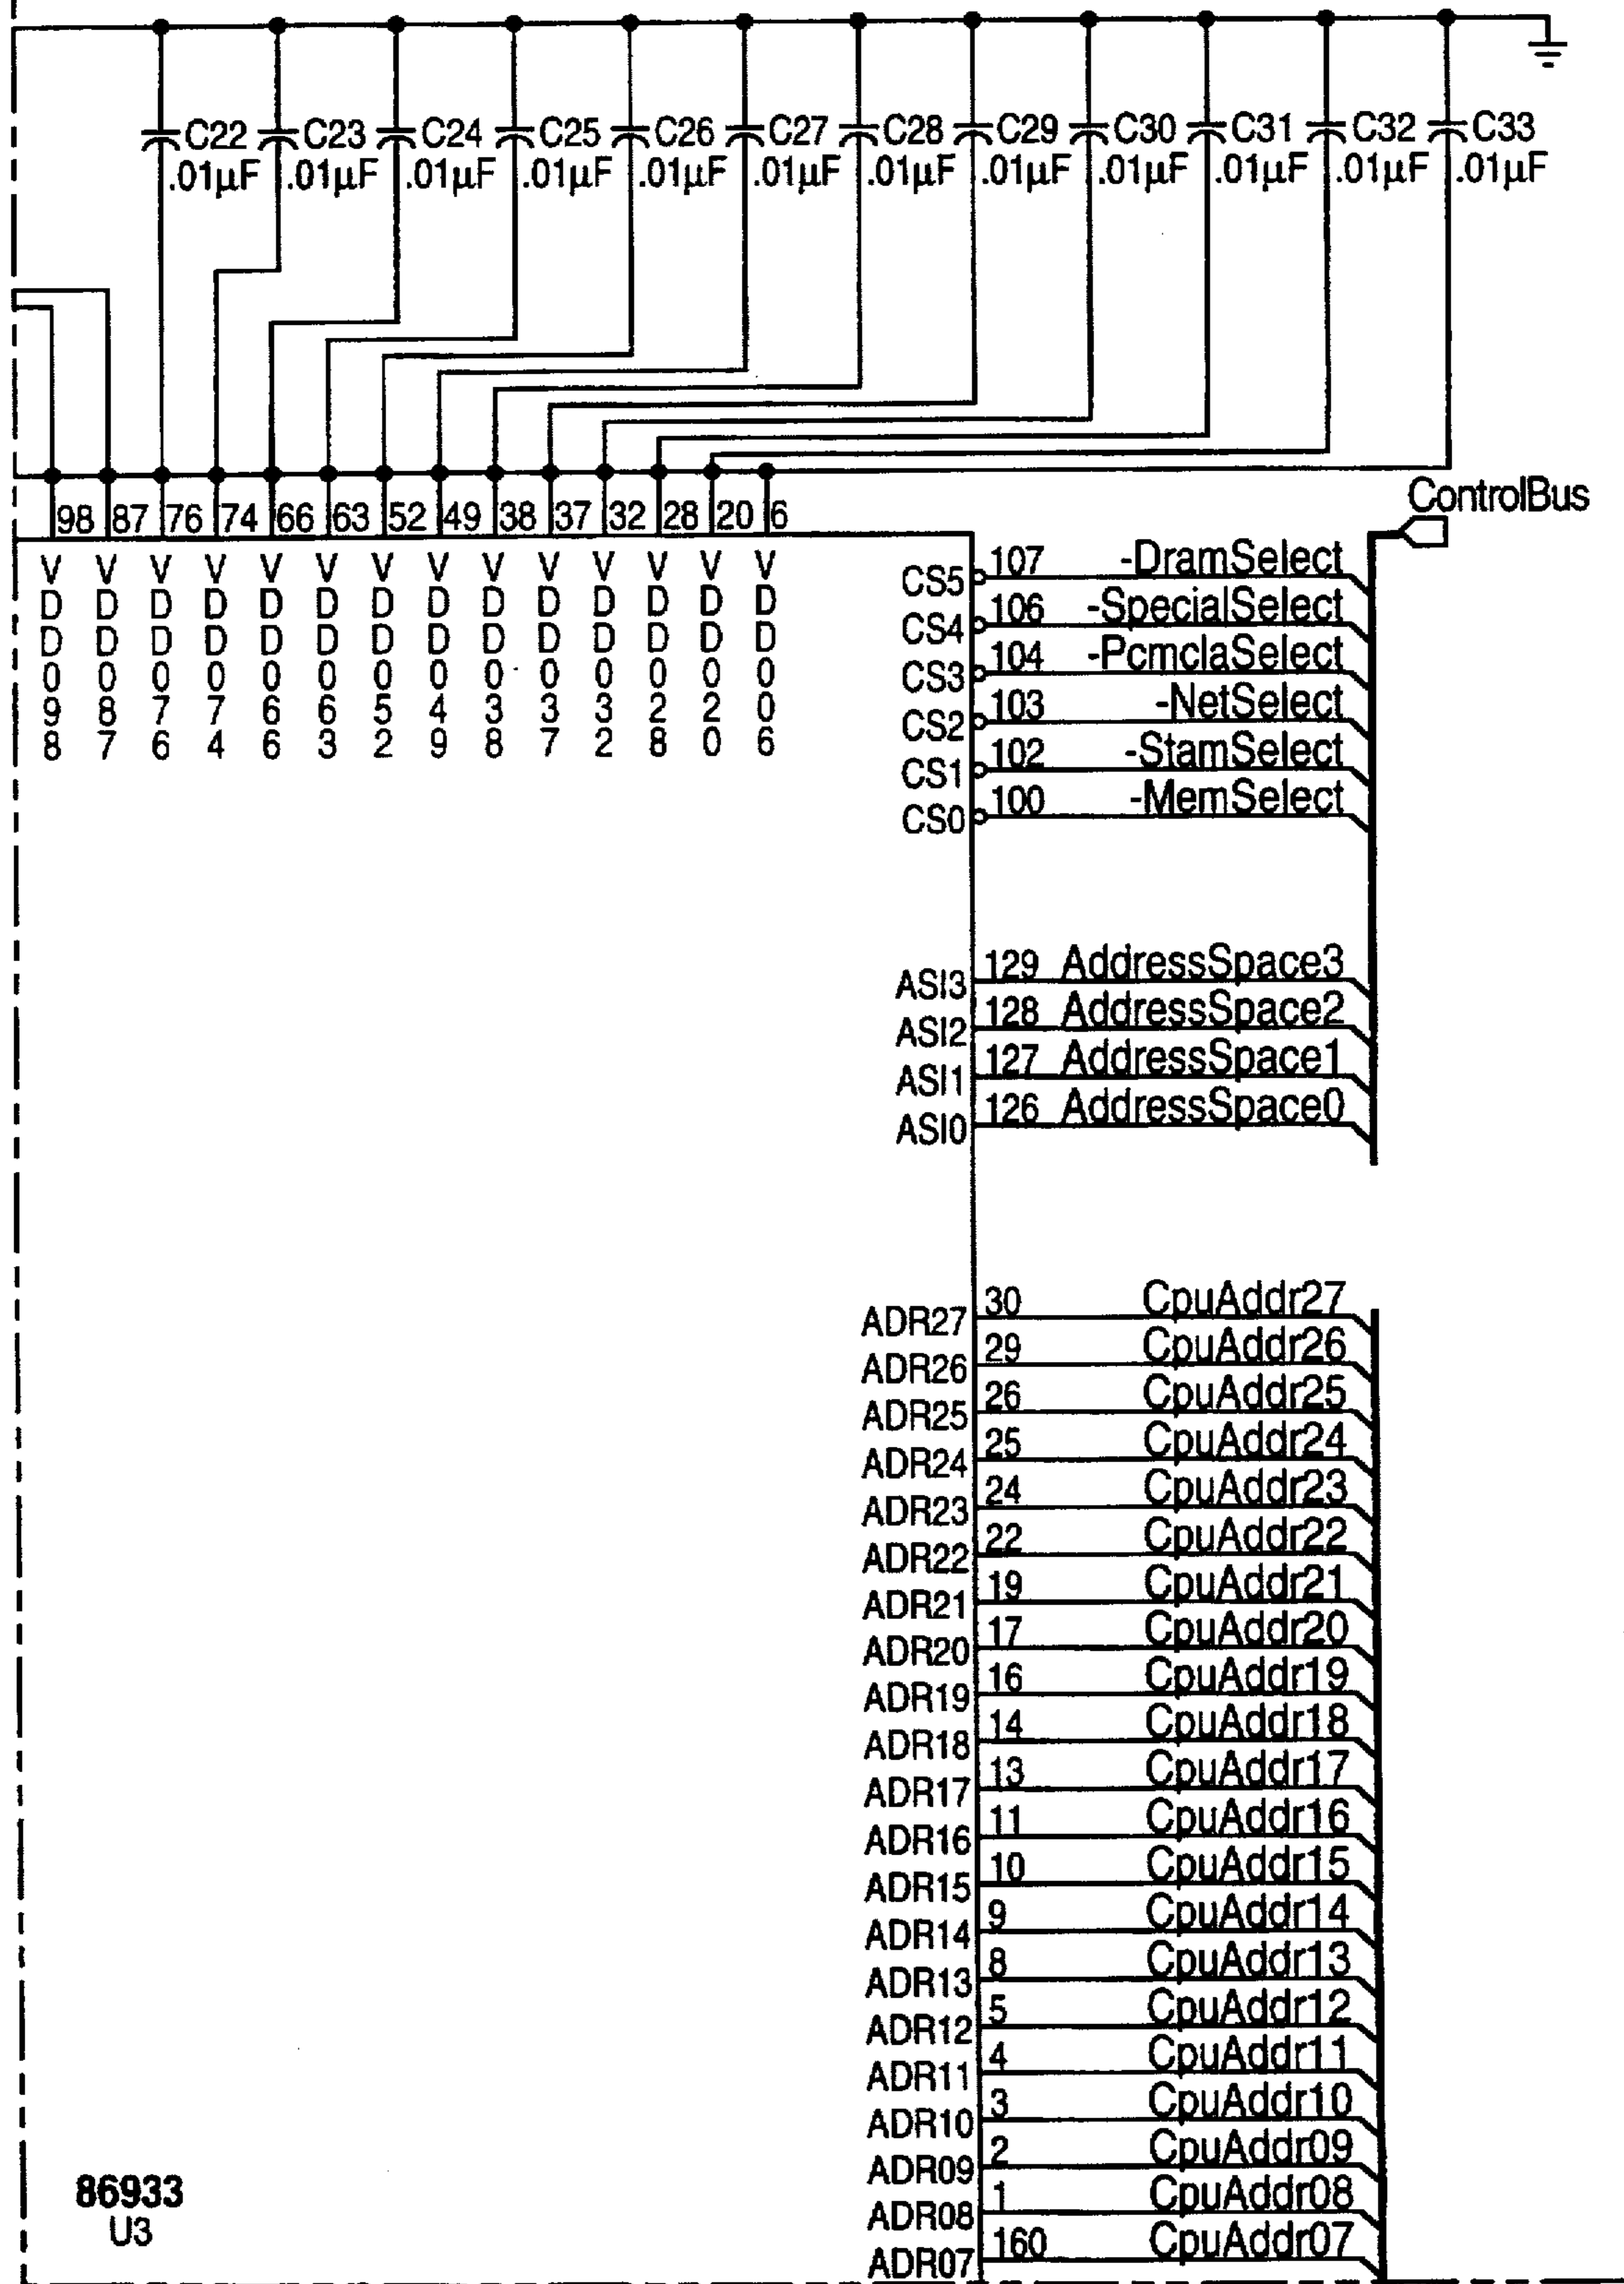 C22 C23 C24 C25 C26 C27 C28 C29 C30 C31 C32 C33
.01µF .01µF .01µF .01µF .01µF .01µF .01µF .01µF .01µF .01µF .01µF .01µF
ControlBus
98 87 76 74 66 63 52 49 38 37 32 28 20 6
VDD098 VDD087 VDD076 VDD074 VDD066 VDD063 VDD052 VDD049 VDD038 VDD037 VDD032 VDD028 VDD020 VDD006
CS5 107 -DramSelect
CS4 106 -SpecialSelect
CS3 104 -PcmclaSelect
CS2 103 -NetSelect
CS1 102 -StamSelect
CS0 100 -MemSelect
ASI3 129 AddressSpace3
ASI2 128 AddressSpace2
ASI1 127 AddressSpace1
ASI0 126 AddressSpace0
ADR27 30 CpuAddr27
ADR26 29 CpuAddr26
ADR25 26 CpuAddr25
ADR24 25 CpuAddr24
ADR23 24 CpuAddr23
ADR22 22 CpuAddr22
ADR21 19 CpuAddr21
ADR20 17 CpuAddr20
ADR19 16 CpuAddr19
ADR18 14 CpuAddr18
ADR17 13 CpuAddr17
ADR16 11 CpuAddr16
ADR15 10 CpuAddr15
ADR14 9 CpuAddr14
ADR13 8 CpuAddr13
ADR12 5 CpuAddr12
ADR11 4 CpuAddr11
ADR10 3 CpuAddr10
ADR09 2 CpuAddr09
ADR08 1 CpuAddr08
ADR07 160 CpuAddr07
86933
U3